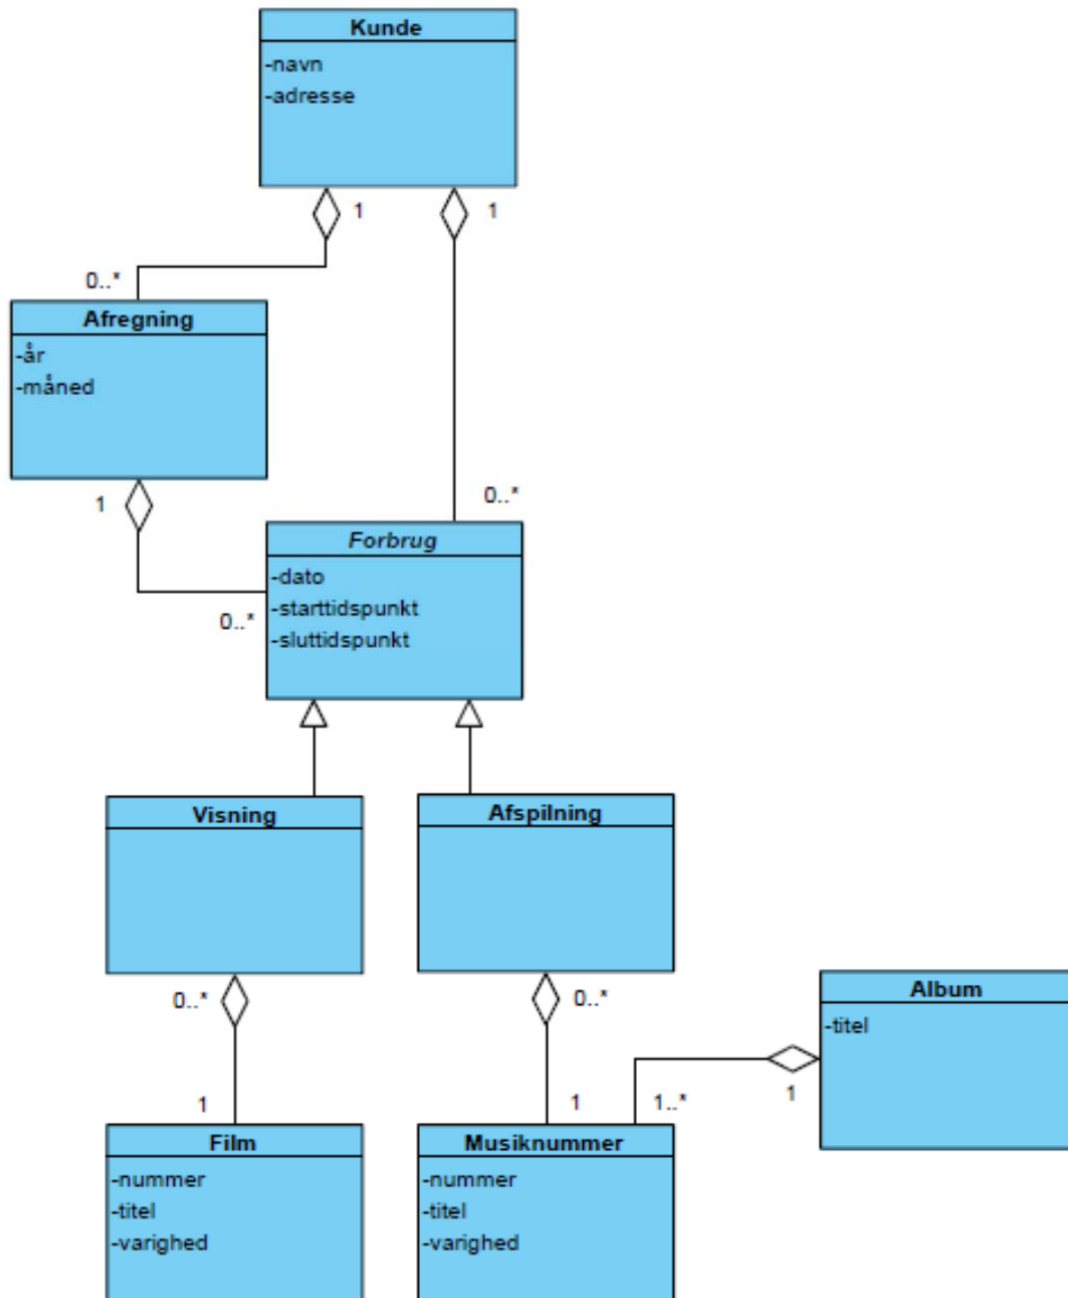 Kunde
-navn
-adresse
1
1
0..*
Afregning
-år
-måned
1
0..*
Forbrug
-dato
-starttidspunkt
-sluttidspunkt
0..*
Visning
Afspilning
0..*
0..*
Album
-titel
1
1
1
1..*
Film
-nummer
-titel
-varighed
Musiknummer
-nummer
-titel
-varighed